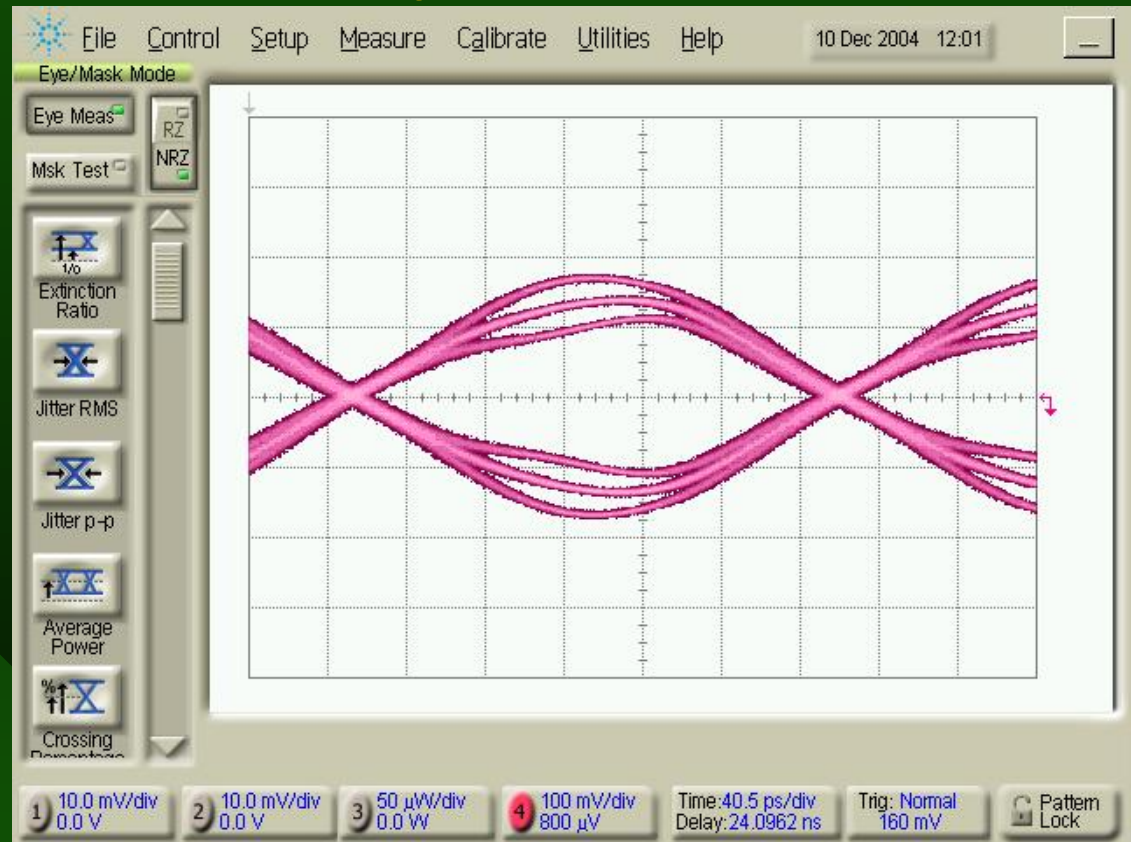 File Control Setup Measure Calibrate Utilities Help 10 Dec 2004 12:01
Eye/Mask Mode
Eye Meas
RZ
NRZ
Msk Test
1/0
Extinction
Ratio
Jitter RMS
Jitter p-p
Average
Power
%
Crossing
Percentage
1 10.0 mV/div
0.0 V
2 10.0 mV/div
0.0 V
3 50 µW/div
0.0 W
4 100 mV/div
800 µV
Time:40.5 ps/div
Delay:24.0962 ns
Trig: Normal
160 mV
Pattern
Lock